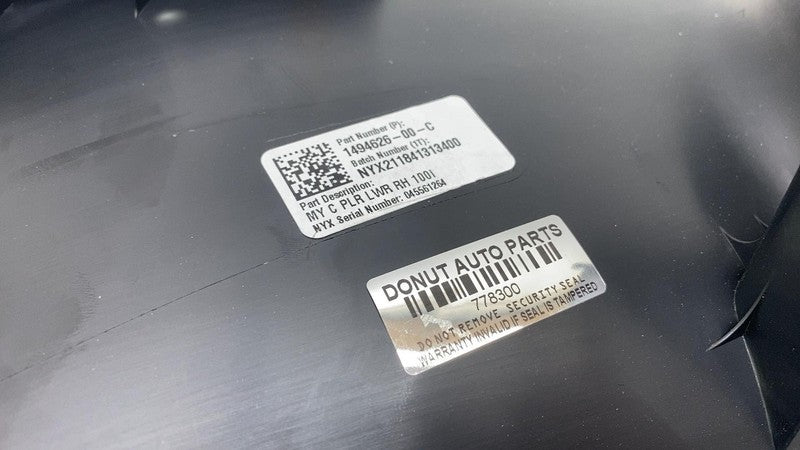 Part Number (P):
1494626-00-C
Batch Number (1T):
NYX211841313400
Part Description:
MY C PLR LWR RH 100I
NYX Serial Number: 045561264
DONUT AUTO PARTS
778300
DO NOT REMOVE SECURITY SEAL
WARRANTY INVALID IF SEAL IS TAMPERED